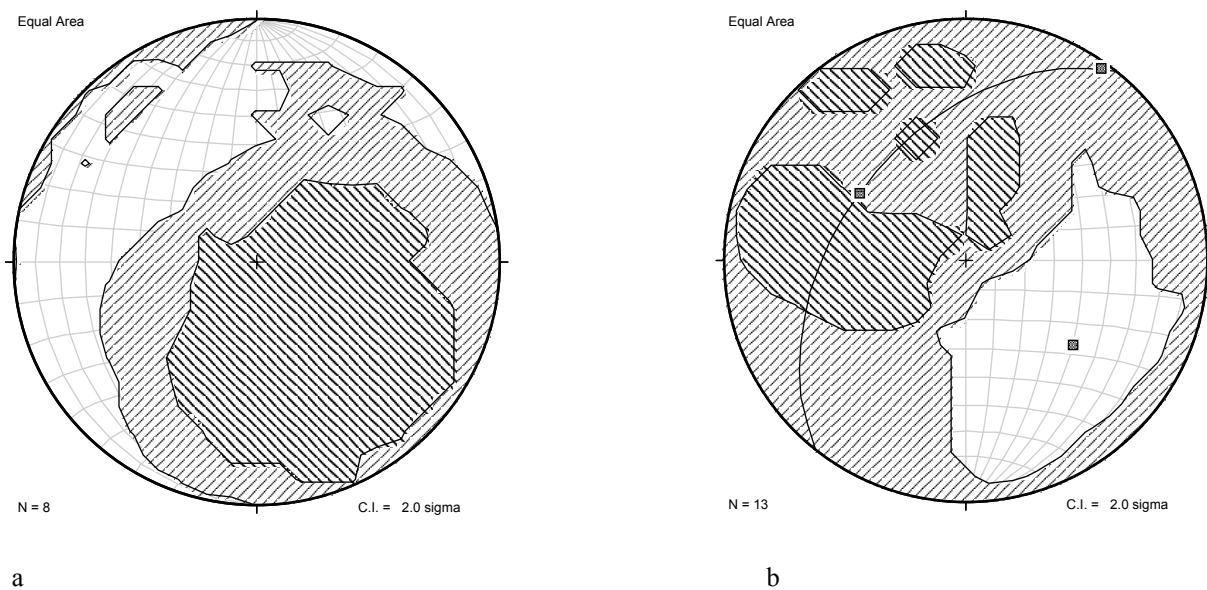 Equal Area
Equal Area
N = 8
C.I. = 2.0 sigma
N = 13
C.I. = 2.0 sigma
a
b